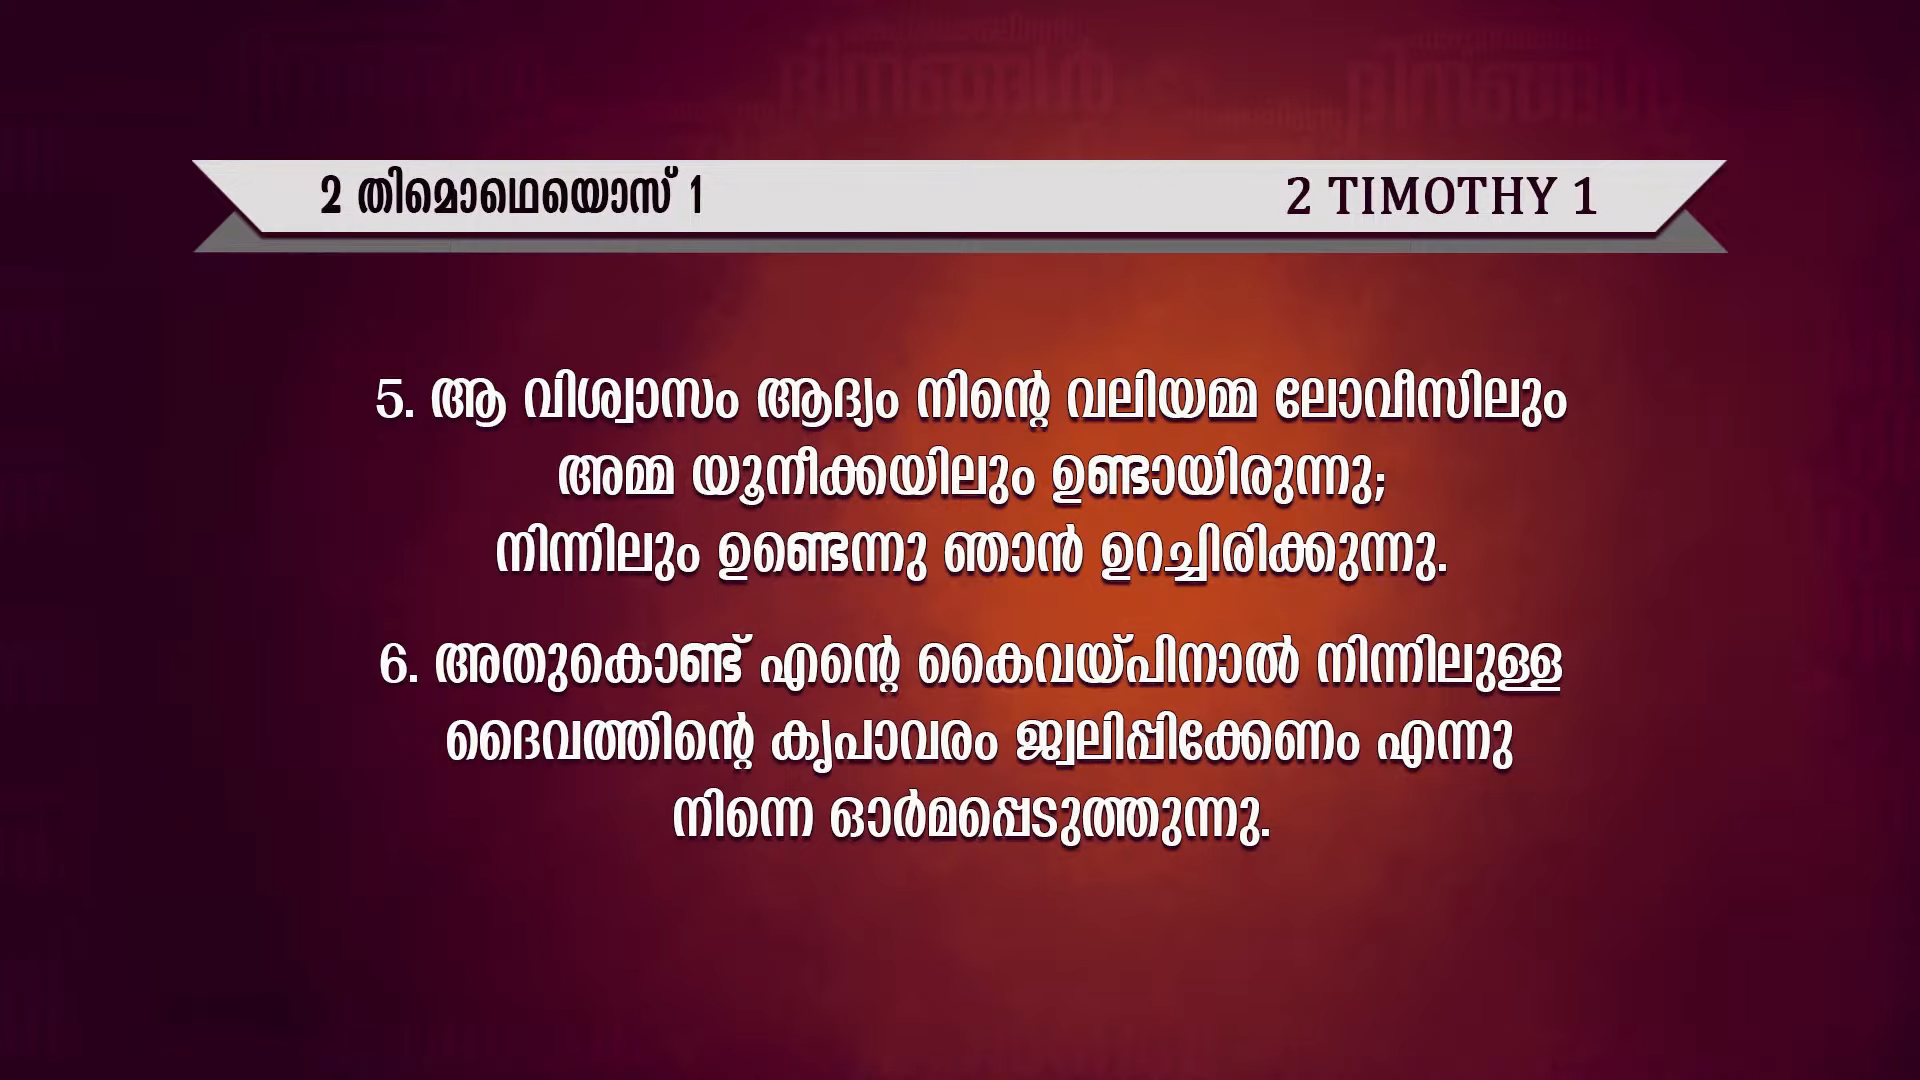 2 തിമൊഥെയൊസ് 1
2 TIMOTHY 1
5. ആ വിശ്വാസം ആദ്യം നിന്റെ വലിയമ്മ ലോവീസിലും
അമ്മ യൂനീക്കയിലും ഉണ്ടായിരുന്നു;
നിന്നിലും ഉണ്ടെന്നു ഞാൻ ഉറച്ചിരിക്കുന്നു.
6. അതുകൊണ്ട് എന്റെ കൈവയ്പിനാൽ നിന്നിലുള്ള
ദൈവത്തിന്റെ കൃപാവരം ജ്വലിപ്പിക്കേണം എന്നു
നിന്നെ ഓർമപ്പെടുത്തുന്നു.